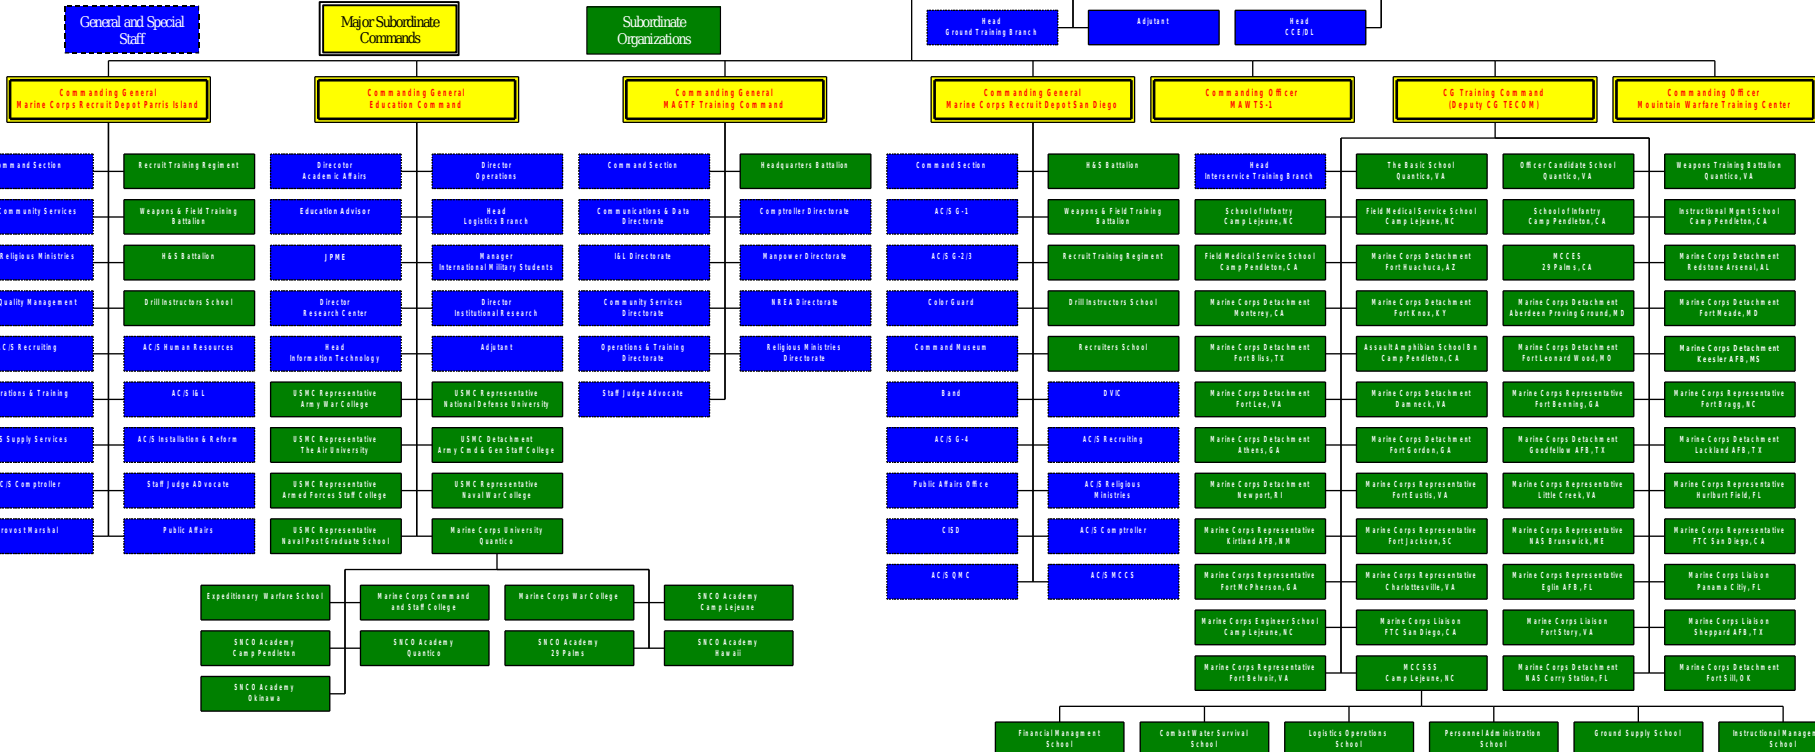 General and Special
Staff
Major Subordinate
Commands
Subordinate
Organizations
Head
Ground Training Branch
Adjutant
Head
CCE/DL
Commanding General
Marine Corps Recruit Depot Parris Island
Commanding General
Education Command
Commanding General
MAGTF Training Command
Commanding General
Marine Corps Recruit Depot San Diego
Commanding Officer
MAWTS-1
CG Training Command
(Deputy CG TECOM)
Commanding Officer
Mouintain Warfare Training Center
ommand Section
Recruit Training Regiment
Community Services
Weapons & Field Training
Battalion
Religious Ministries
H&S Battalion
Quality Management
Drill Instructors School
C/S Recruiting
AC/S Human Resources
rations & Training
AC/S I&L
S Supply Services
AC/S Installation & Reform
C/S Comptroller
Staff Judge ADvocate
rovost Marshal
Public Affairs
Direcotor
Academic Affairs
Director
Operations
Education Advisor
Head
Logistics Branch
JPME
Manager
International Military Students
Director
Research Center
Director
Institutional Research
Head
Information Technology
Adjutant
USMC Representative
Army War College
USMC Representative
National Defense University
USMC Representative
The Air University
USMC Detachment
Army Cmd & Gen Staff College
USMC Representative
Armed Forces Staff College
USMC Representative
Naval War College
USMC Representative
Naval Post Graduate School
Marine Corps University
Quantico
Expeditionary Warfare School
Marine Corps Command
and Staff College
Marine Corps War College
SNCO Academy
Camp Lejeune
SNCO Academy
Camp Pendleton
SNCO Academy
Quantico
SNCO Academy
29 Palms
SNCO Academy
Hawaii
SNCO Academy
Okinawa
Command Section
Headquarters Battalion
Communications & Data
Directorate
Comptroller Directorate
I&L Directorate
Manpower Directorate
Community Services
Directorate
NREA Directorate
Operations & Training
Directorate
Religious Ministries
Directorate
Staff Judge Advocate
Command Section
H&S Battalion
AC/S G-1
Weapons & Field Training
Battalion
AC/S G-2/3
Recruit Training Regiment
Color Guard
Drill Instructors School
Command Museum
Recruiters School
Band
DVIC
AC/S G-4
AC/S Recruiting
Public Affairs Office
AC/S Religious
Ministries
CISD
AC/S Comptroller
AC/S QMC
AC/S MCCS
Head
Interservice Training Branch
The Basic School
Quantico, VA
Officer Candidate School
Quantico, VA
Weapons Training Battalion
Quantico, VA
School of Infantry
Camp Lejeune, NC
Field Medical Service School
Camp Lejeune, NC
School of Infantry
Camp Pendleton, CA
Instructional Mgmt School
Camp Pendleton, CA
Field Medical Service School
Camp Pendleton, CA
Marine Corps Detachment
Fort Huachuca, AZ
MCCES
29 Palms, CA
Marine Corps Detachment
Redstone Arsenal, AL
Marine Corps Detachment
Monterey, CA
Marine Corps Detachment
Fort Knox, KY
Marine Corps Detachment
Aberdeen Proving Ground, MD
Marine Corps Detachment
Fort Meade, MD
Marine Corps Detachment
Fort Bliss, TX
Assault Amphibian School Bn
Camp Pendleton, CA
Marine Corps Detachment
Fort Leonard Wood, MO
Marine Corps Detachment
Keesler AFB, MS
Marine Corps Detachment
Fort Lee, VA
Marine Corps Detachment
Damneck, VA
Marine Corps Representative
Fort Benning, GA
Marine Corps Representative
Fort Bragg, NC
Marine Corps Detachment
Athens, GA
Marine Corps Detachment
Fort Gordon, GA
Marine Corps Detachment
Goodfellow AFB, TX
Marine Corps Detachment
Lackland AFB, TX
Marine Corps Detachment
Newport, RI
Marine Corps Representative
Fort Eustis, VA
Marine Corps Representative
Little Creek, VA
Marine Corps Representative
Hurlburt Field, FL
Marine Corps Representative
Kirtland AFB, NM
Marine Corps Representative
Fort Jackson, SC
Marine Corps Representative
NAS Brunswick, ME
Marine Corps Representative
FTC San Diego, CA
Marine Corps Representative
Fort McPherson, GA
Marine Corps Representative
Charlottesville, VA
Marine Corps Representative
Eglin AFB, FL
Marine Corps Liaison
Panama Citiy, FL
Marine Corps Engineer School
Camp Lejeune, NC
Marine Corps Liaison
FTC San Diego, CA
Marine Corps Liaison
Fort Story, VA
Marine Corps Liaison
Sheppard AFB, TX
Marine Corps Representative
Fort Belvoir, VA
MCCSSS
Camp Lejeune, NC
Marine Corps Detachment
NAS Corry Station, FL
Marine Corps Detachment
Fort Sill, OK
Financial Managment
School
Combat Water Survival
School
Logistics Operations
School
Personnel Administration
School
Ground Supply School
Instructional Manage
School